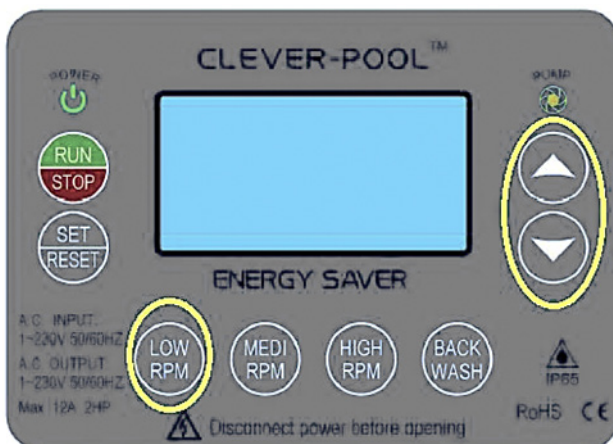 CLEVER-POOL™
POWER
PUMP
RUN
STOP
SET
RESET
ENERGY SAVER
A.C. INPUT:
1~230V 50/60HZ
A.C. OUTPUT:
1~230V 50/60HZ
Max 12A 2HP
LOW
RPM
MEDI
RPM
HIGH
RPM
BACK
WASH
IP65
RoHS CE
Disconnect power before opening